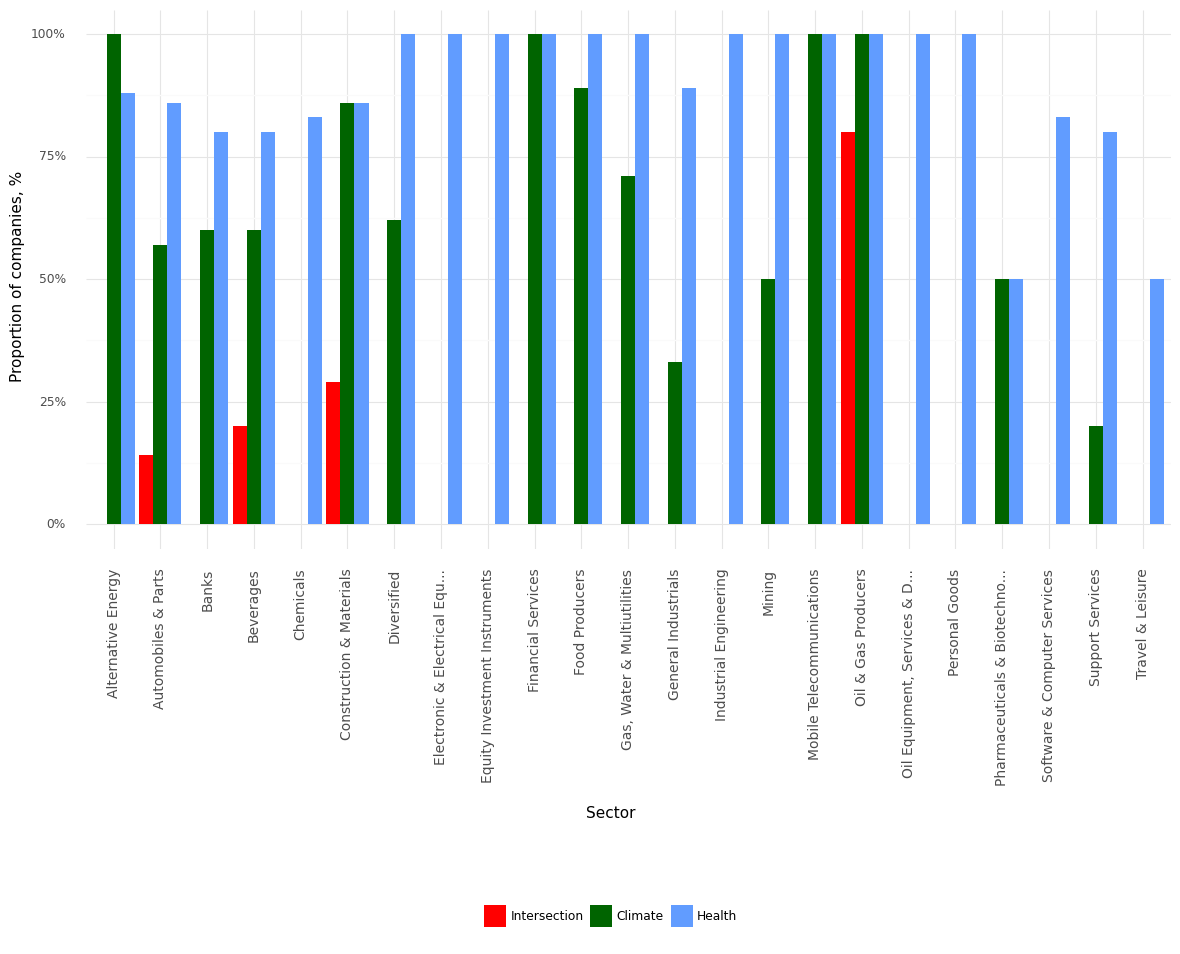 Proportion of companies, %
100%
75%
50%
25%
0%
Alternative Energy
Automobiles & Parts
Banks
Beverages
Chemicals
Construction & Materials
Diversified
Electronic & Electrical Equ...
Equity Investment Instruments
Financial Services
Food Producers
Gas, Water & Multiutilities
General Industrials
Industrial Engineering
Mining
Mobile Telecommunications
Oil & Gas Producers
Oil Equipment, Services & D...
Personal Goods
Pharmaceuticals & Biotechno...
Software & Computer Services
Support Services
Travel & Leisure
Sector
Intersection Climate Health